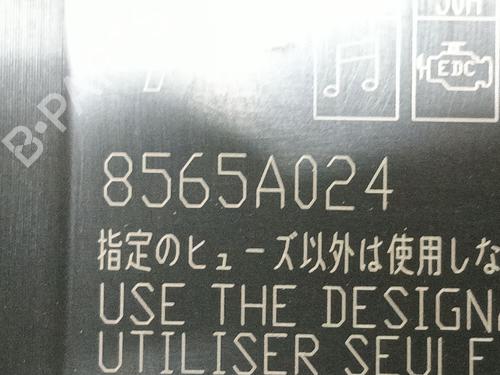 EDC
8565A024
指定のヒューズ以外は使用しな
USE THE DESIGN
UTILISER SEULE